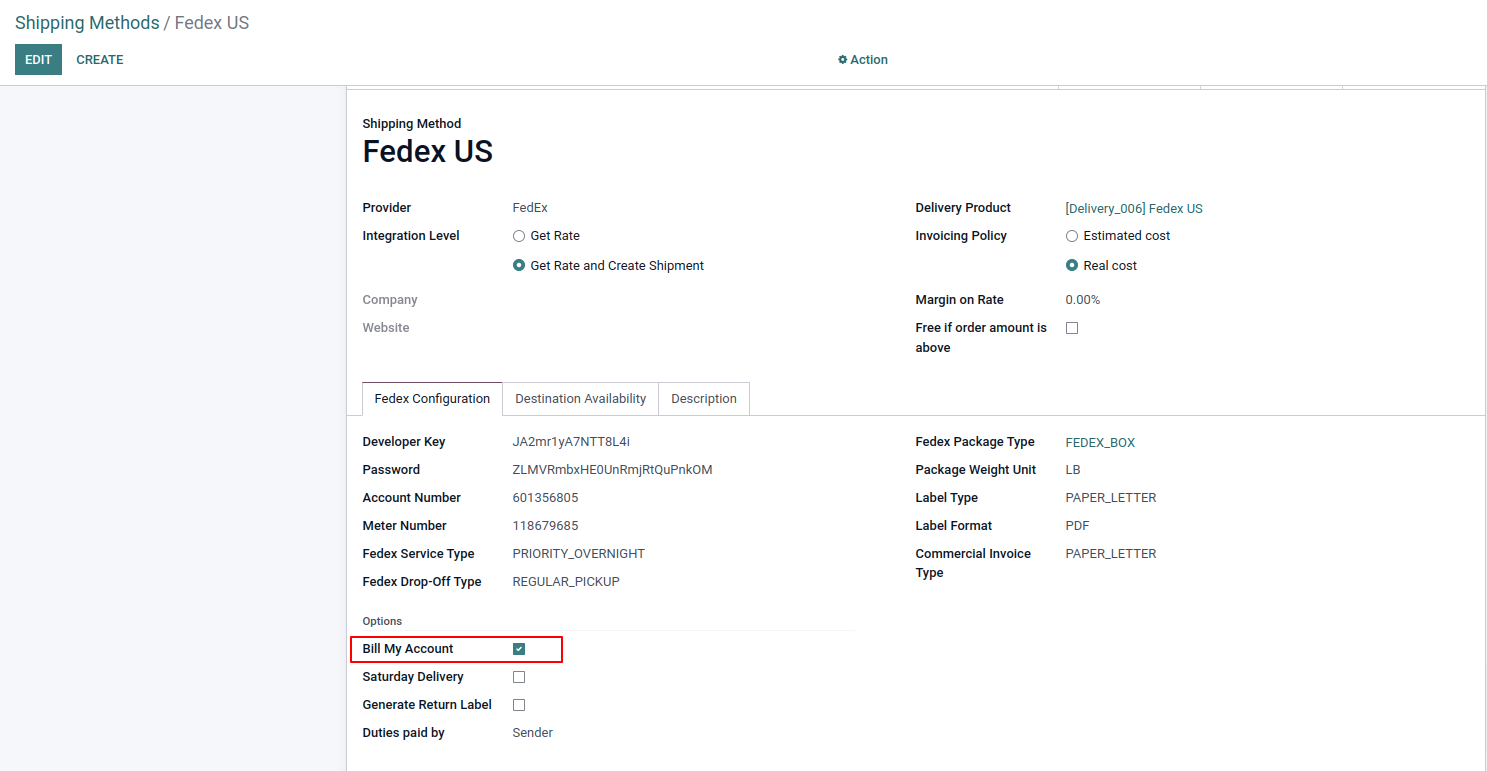 Shipping Methods / Fedex US
EDIT CREATE Action
Shipping Method
Fedex US
Provider FedEx Delivery Product [Delivery_006] Fedex US
Integration Level Get Rate Invoicing Policy Estimated cost
Get Rate and Create Shipment Real cost
Company Margin on Rate 0.00%
Website Free if order amount is
above
Fedex Configuration Destination Availability Description
Developer Key JA2mr1yA7NTT8L4i Fedex Package Type FEDEX_BOX
Password ZLMVRmbxHE0UnRmjRtQuPnkOM Package Weight Unit LB
Account Number 601356805 Label Type PAPER_LETTER
Meter Number 118679685 Label Format PDF
Fedex Service Type PRIORITY_OVERNIGHT Commercial Invoice PAPER_LETTER
Type
Fedex Drop-Off Type REGULAR_PICKUP
Options
Bill My Account
Saturday Delivery
Generate Return Label
Duties paid by Sender